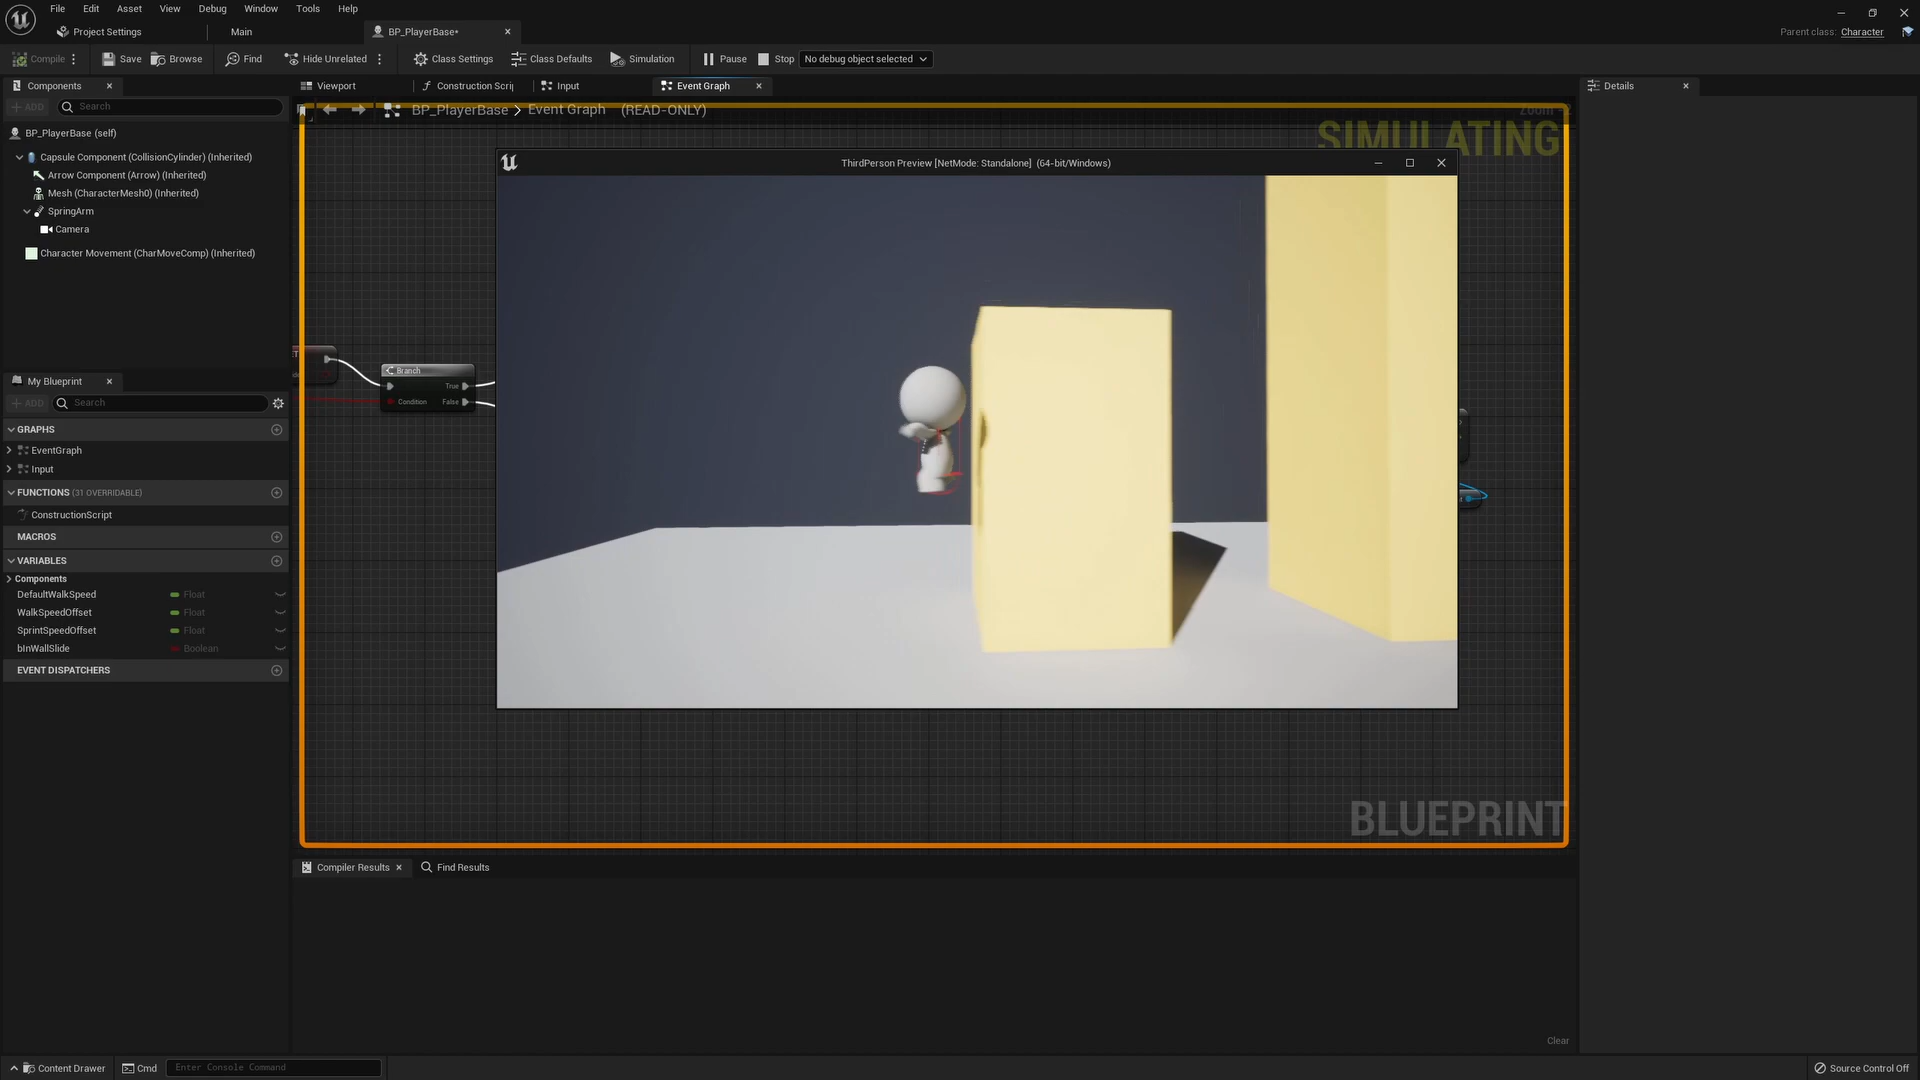 File Edit Asset View Debug Window Tools Help
Project Settings Main BP_PlayerBase*
Parent class: Character
Compile Save Browse Find Hide Unrelated Class Settings Class Defaults Simulation Pause Stop No debug object selected
Components Viewport Construction Scrip Input Event Graph Details
ADD Search
BP_PlayerBase > Event Graph (READ-ONLY)
SIMULATING
BP_PlayerBase (self)
Capsule Component (CollisionCylinder) (Inherited)
Arrow Component (Arrow) (Inherited)
Mesh (CharacterMesh0) (Inherited)
SpringArm
Camera
Character Movement (CharMoveComp) (Inherited)
ThirdPerson Preview [NetMode: Standalone] (64-bit/Windows)
Branch
True
Condition False
My Blueprint
ADD Search
GRAPHS
EventGraph
Input
FUNCTIONS (31 OVERRIDABLE)
ConstructionScript
MACROS
VARIABLES
Components
DefaultWalkSpeed Float
WalkSpeedOffset Float
SprintSpeedOffset Float
bInWallSlide Boolean
EVENT DISPATCHERS
BLUEPRINT
Compiler Results Find Results
Clear
Content Drawer Cmd Enter Console Command Source Control Off